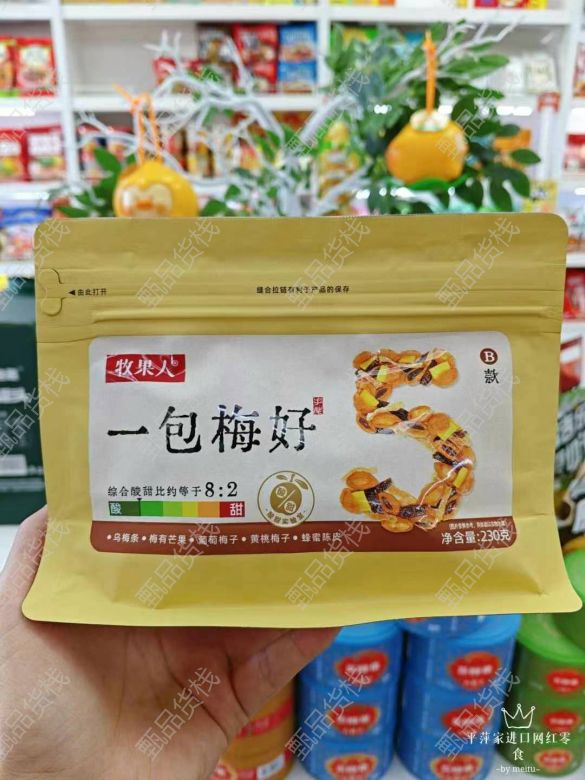 ◀由此打开
缝合拉链有利于产品的保存
牧果人®
B
款
一包梅好
综合酸甜比约等于8:2
酸
甜
5
·乌梅条·梅有芒果·葡萄梅子·黄桃梅子·蜂蜜陈皮
净含量:230克
甄品货栈
平萍家进口网红零
食
-by meitu-